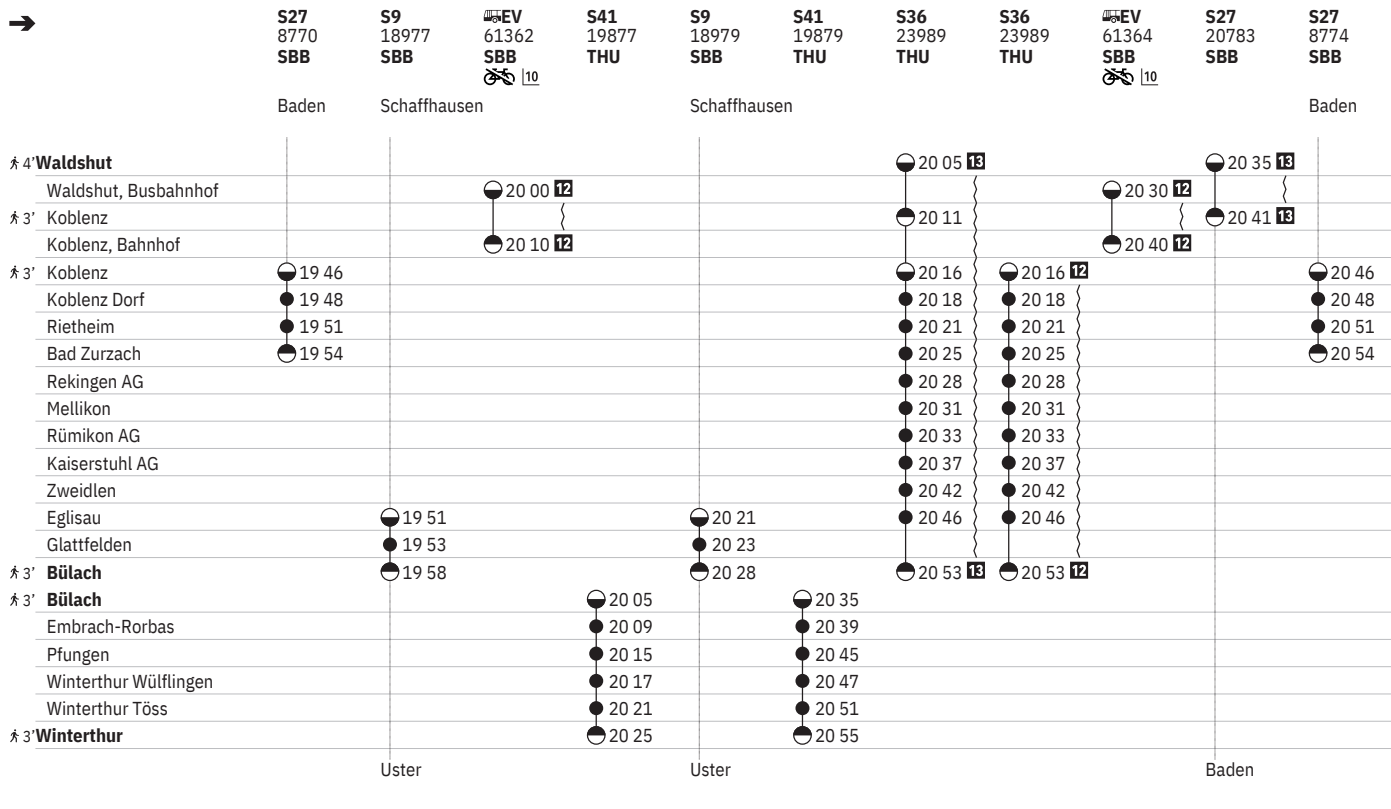 ➔ S27 S9 EV S41 S9 S41 S36 S36 EV S27 S27
8770 18977 61362 19877 18979 19879 23989 23989 61364 20783 8774
SBB SBB SBB THU SBB THU THU THU SBB SBB SBB
10 10
Baden Schaffhausen Schaffhausen Baden
4' Waldshut 20 05 13 20 35 13
Waldshut, Busbahnhof 20 00 12 20 30 12
3' Koblenz 20 11 20 41 13
Koblenz, Bahnhof 20 10 12 20 40 12
3' Koblenz 19 46 20 16 20 16 12 20 46
Koblenz Dorf 19 48 20 18 20 18 20 48
Rietheim 19 51 20 21 20 21 20 51
Bad Zurzach 19 54 20 25 20 25 20 54
Rekingen AG 20 28 20 28
Mellikon 20 31 20 31
Rümikon AG 20 33 20 33
Kaiserstuhl AG 20 37 20 37
Zweidlen 20 42 20 42
Eglisau 19 51 20 21 20 46 20 46
Glattfelden 19 53 20 23
3' Bülach 19 58 20 28 20 53 13 20 53 12
3' Bülach 20 05 20 35
Embrach-Rorbas 20 09 20 39
Pfungen 20 15 20 45
Winterthur Wülflingen 20 17 20 47
Winterthur Töss 20 21 20 51
3' Winterthur 20 25 20 55
Uster Uster Baden